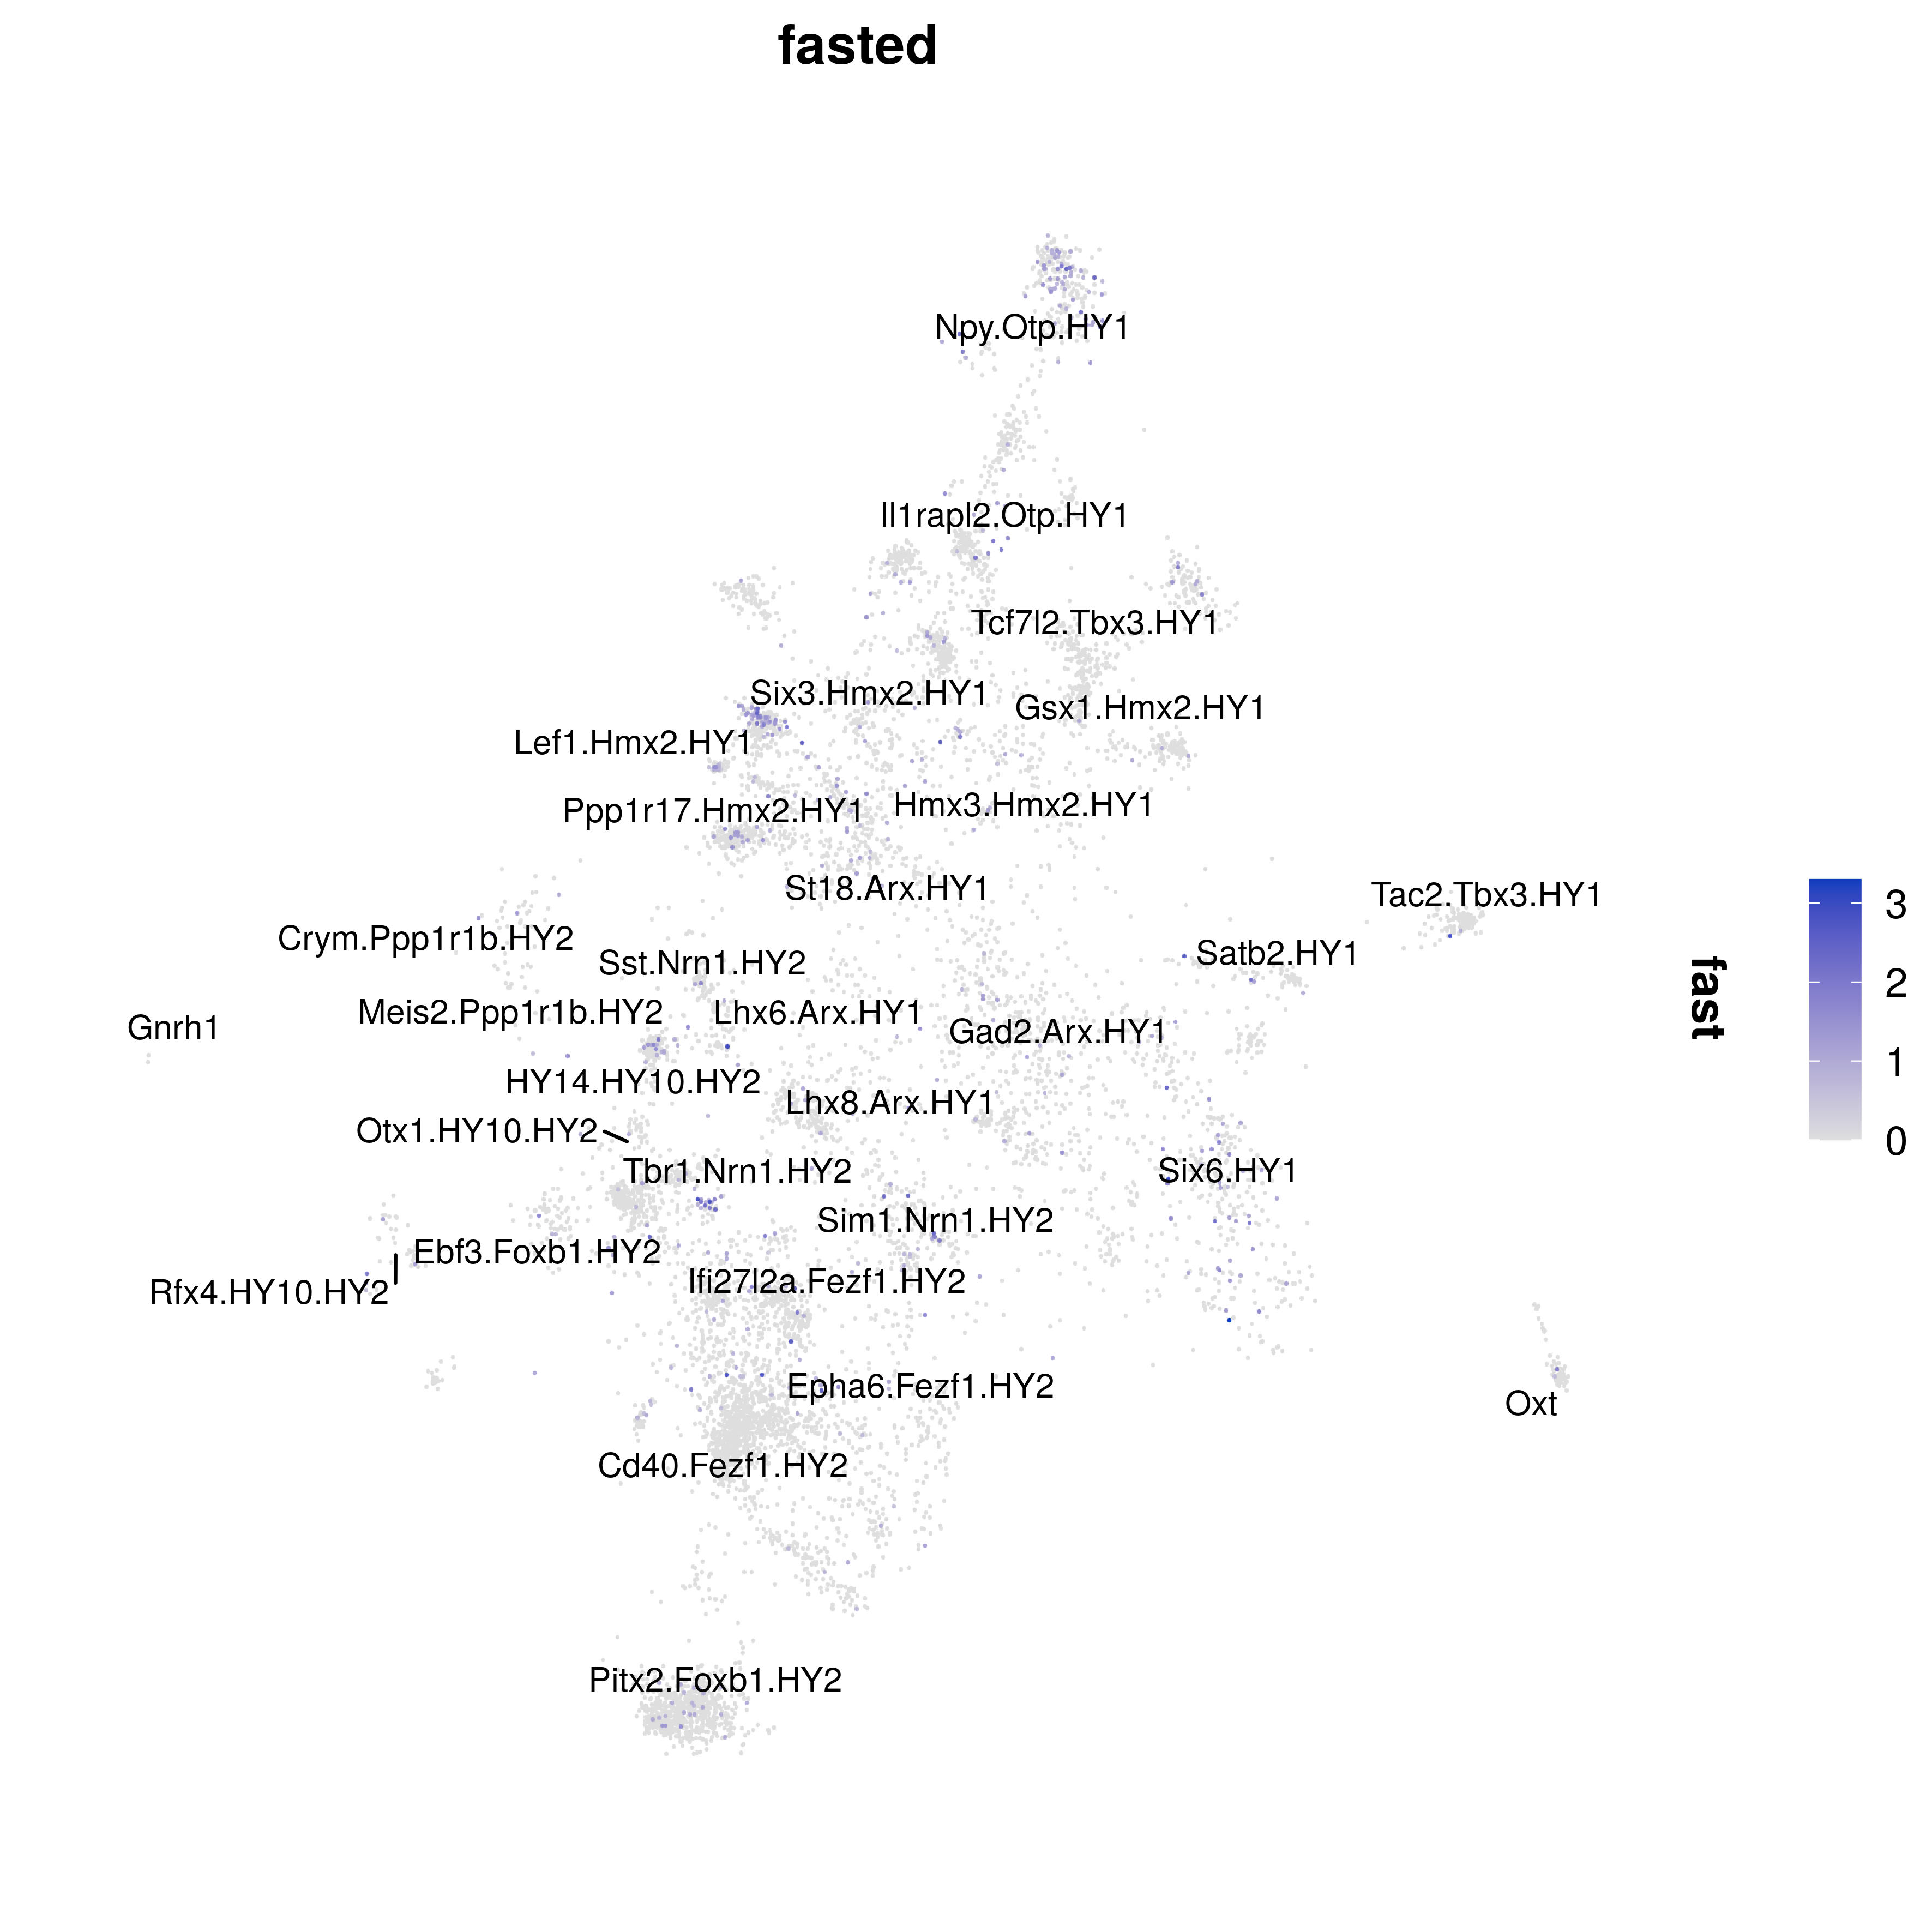 fasted
Npy.Otp.HY1
Il1rapl2.Otp.HY1
Tcf7l2.Tbx3.HY1
Six3.Hmx2.HY1
Gsx1.Hmx2.HY1
Lef1.Hmx2.HY1
Ppp1r17.Hmx2.HY1
Hmx3.Hmx2.HY1
St18.Arx.HY1
Tac2.Tbx3.HY1
Crym.Ppp1r1b.HY2
Sst.Nrn1.HY2
Satb2.HY1
Meis2.Ppp1r1b.HY2
Lhx6.Arx.HY1
Gnrh1
Gad2.Arx.HY1
HY14.HY10.HY2
Lhx8.Arx.HY1
Otx1.HY10.HY2
Tbr1.Nrn1.HY2
Six6.HY1
Sim1.Nrn1.HY2
Ebf3.Foxb1.HY2
Rfx4.HY10.HY2
Ifi27l2a.Fezf1.HY2
Epha6.Fezf1.HY2
Oxt
Cd40.Fezf1.HY2
Pitx2.Foxb1.HY2
fast
3
2
1
0